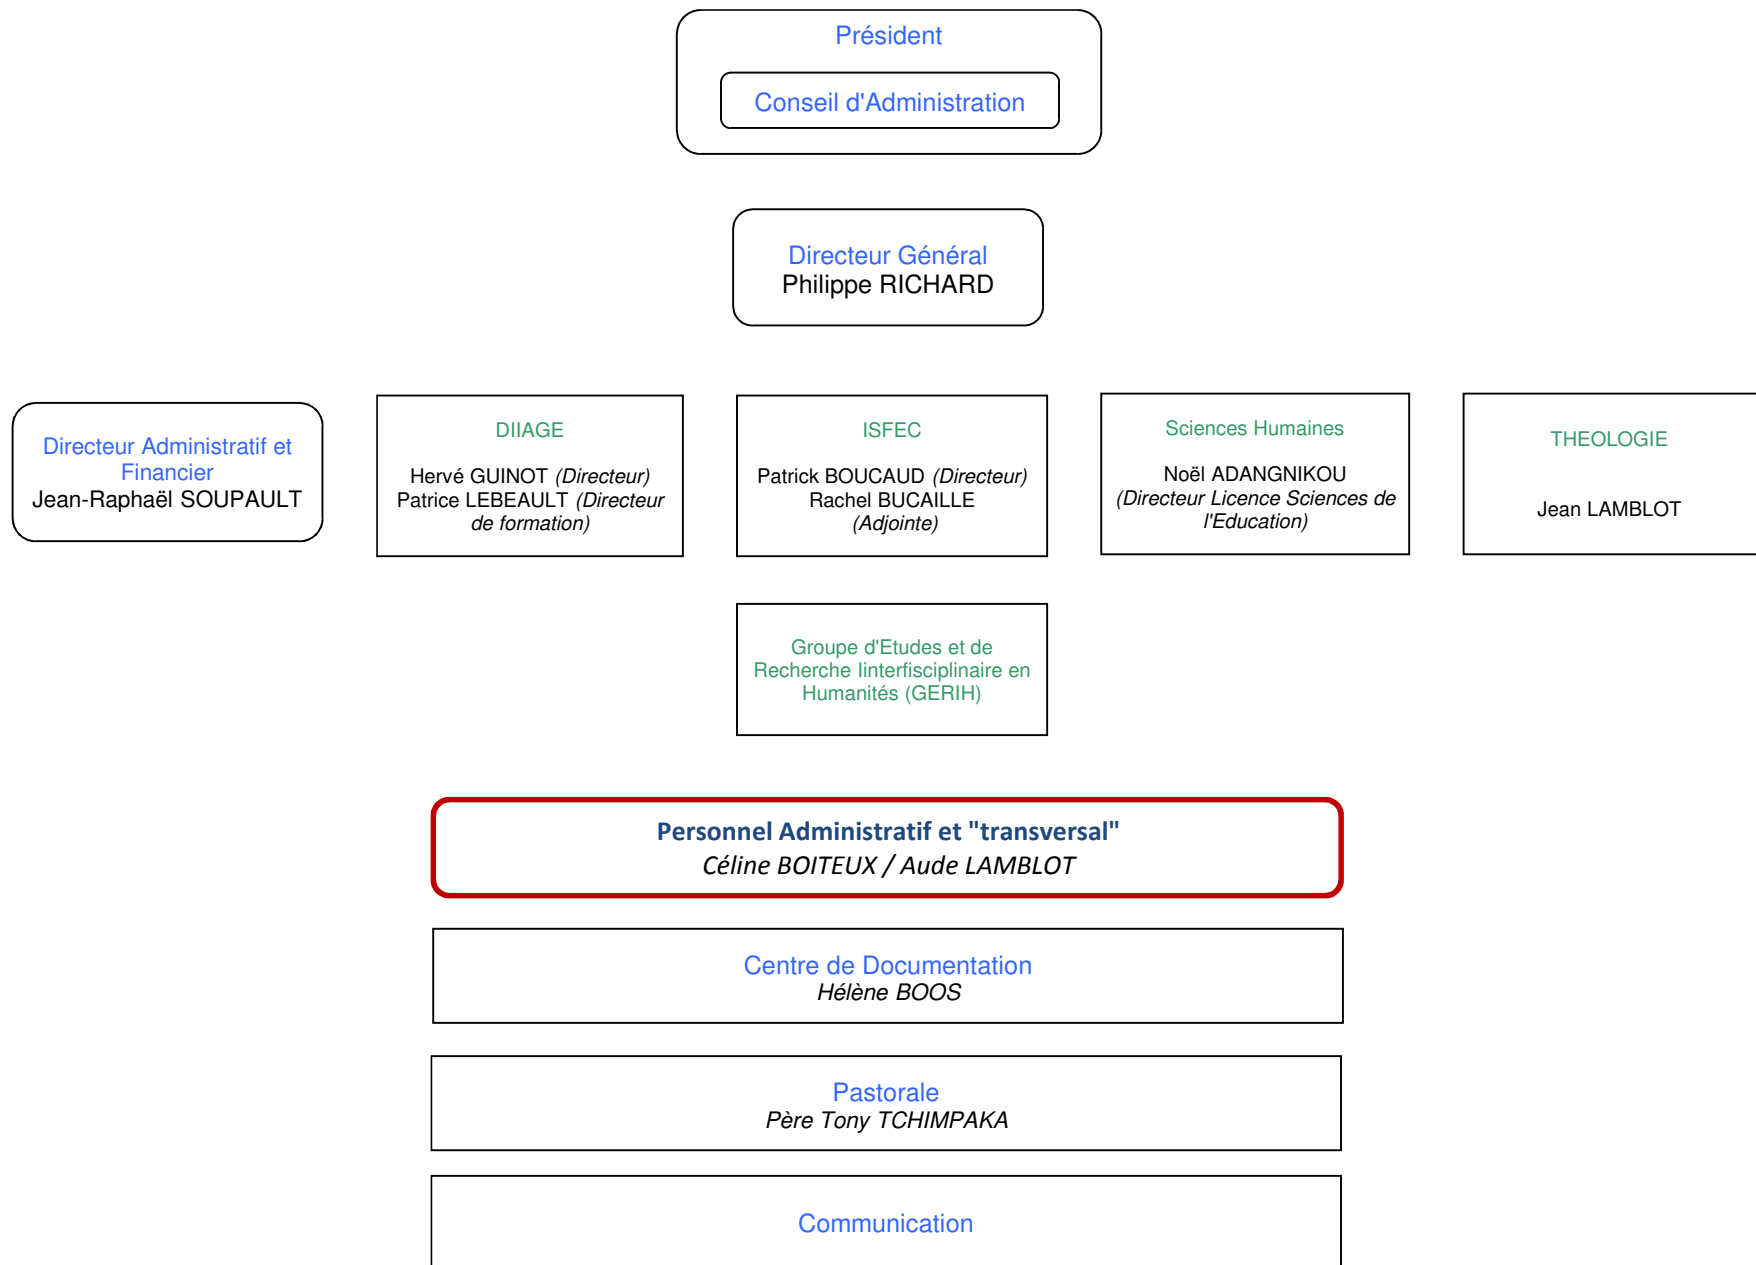 Président
Conseil d'Administration
Directeur Général
Philippe RICHARD
Directeur Administratif et
Financier
Jean-Raphaël SOUPAULT
DIIAGE
Hervé GUINOT (Directeur)
Patrice LEBEAULT (Directeur
de formation)
ISFEC
Patrick BOUCAUD (Directeur)
Rachel BUCAILLE
(Adjointe)
Sciences Humaines
Noël ADANGNIKOU
(Directeur Licence Sciences de
l'Education)
THEOLOGIE
Jean LAMBLOT
Groupe d'Etudes et de
Recherche Iinterfisciplinaire en
Humanités (GERIH)
Personnel Administratif et "transversal"
Céline BOITEUX / Aude LAMBLOT
Centre de Documentation
Hélène BOOS
Pastorale
Père Tony TCHIMPAKA
Communication